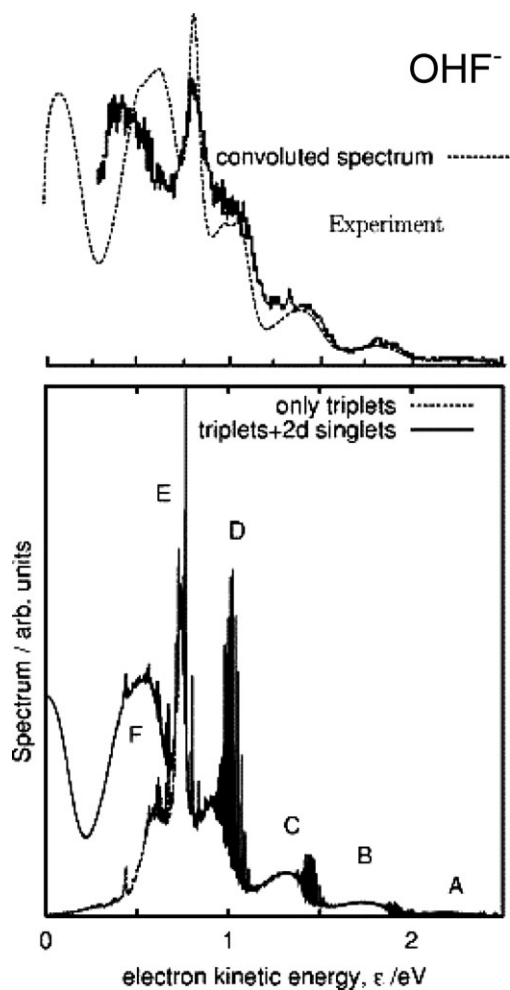 OHF⁻
convoluted spectrum
Experiment
only triplets
triplets+2d singlets
E
D
F
C
B
A
Spectrum / arb. units
0
1
2
electron kinetic energy, ε /eV